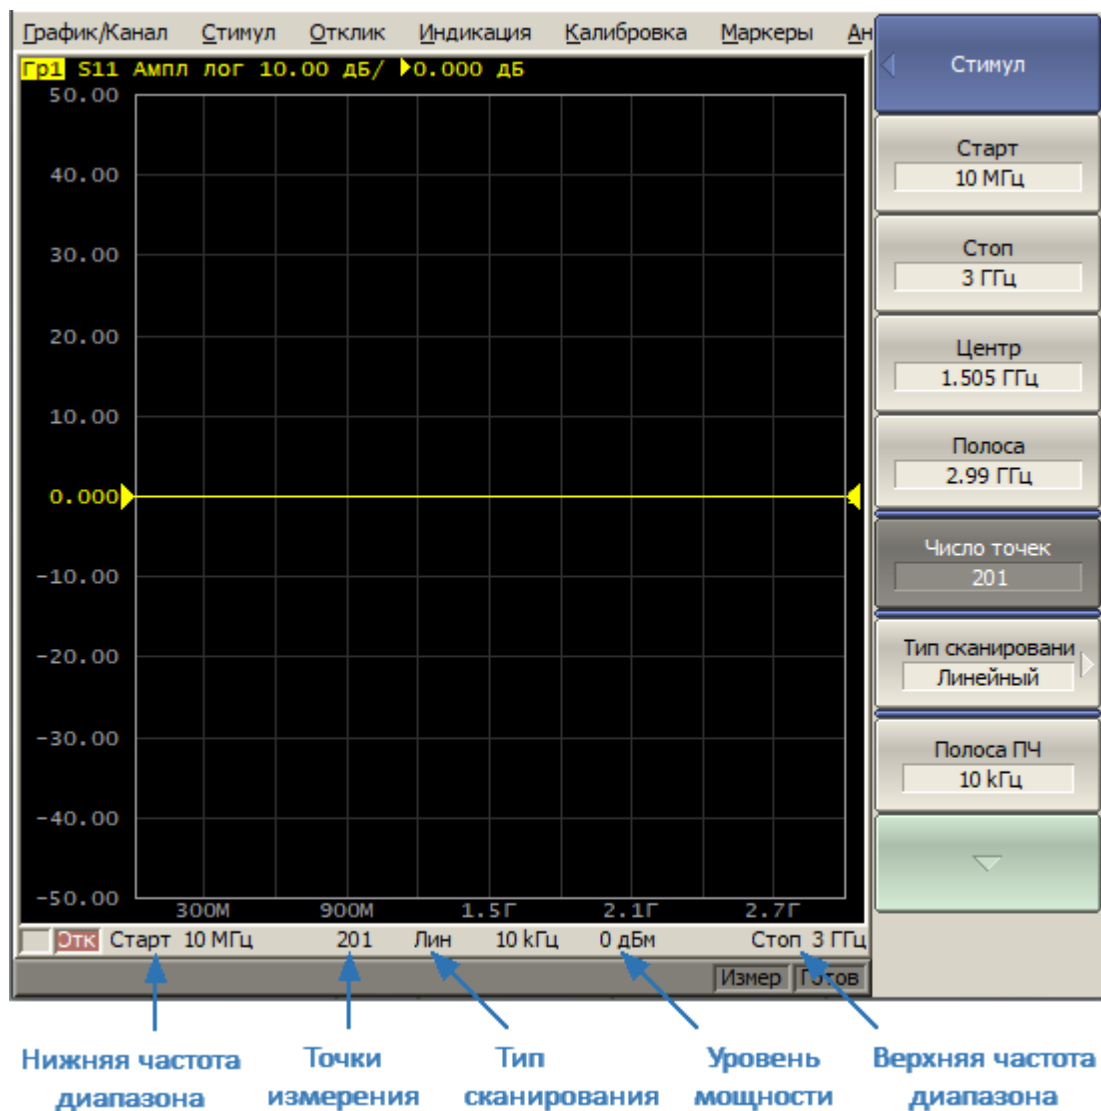 График/Канал Стимул Отклик Индикация Калибровка Маркеры Ан
Гр1 S11 Ампл лог 10.00 дБ/ 0.000 дБ
50.00
40.00
30.00
20.00
10.00
0.000
-10.00
-20.00
-30.00
-40.00
-50.00
300М 900М 1.5Г 2.1Г 2.7Г
Отк Старт 10 МГц 201 Лин 10 kГц 0 дБм Стоп 3 ГГц
Измер Готов
Стимул
Старт
10 МГц
Стоп
3 ГГц
Центр
1.505 ГГц
Полоса
2.99 ГГц
Число точек
201
Тип сканировани
Линейный
Полоса ПЧ
10 kГц
Нижняя частота
диапазона
Точки
измерения
Тип
сканирования
Уровень
мощности
Верхняя частота
диапазона